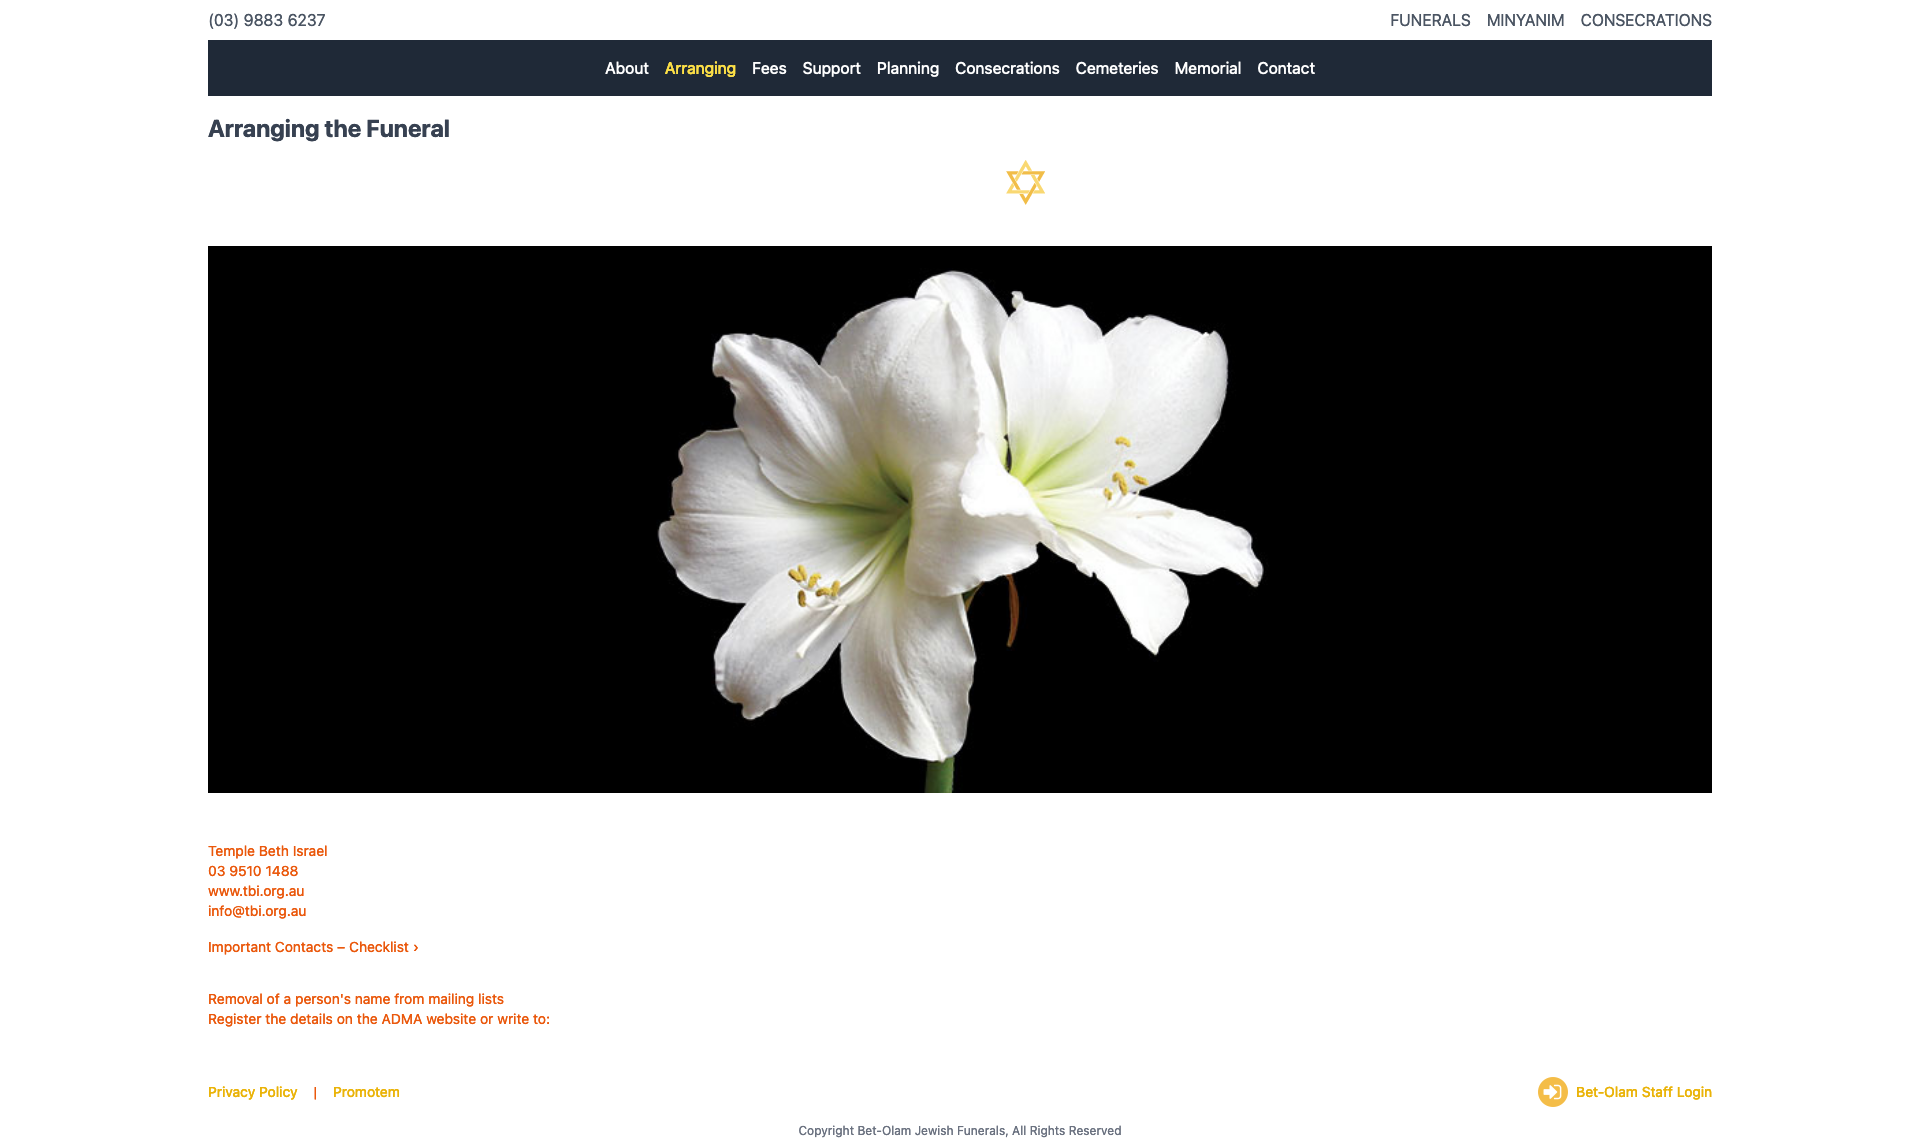 (03) 9883 6237
FUNERALS MINYANIM CONSECRATIONS
About Arranging Fees Support Planning Consecrations Cemeteries Memorial Contact
Arranging the Funeral
Temple Beth Israel
03 9510 1488
www.tbi.org.au
info@tbi.org.au
Important Contacts – Checklist ›
Removal of a person's name from mailing lists
Register the details on the ADMA website or write to:
Privacy Policy | Promotem
Bet-Olam Staff Login
Copyright Bet-Olam Jewish Funerals, All Rights Reserved